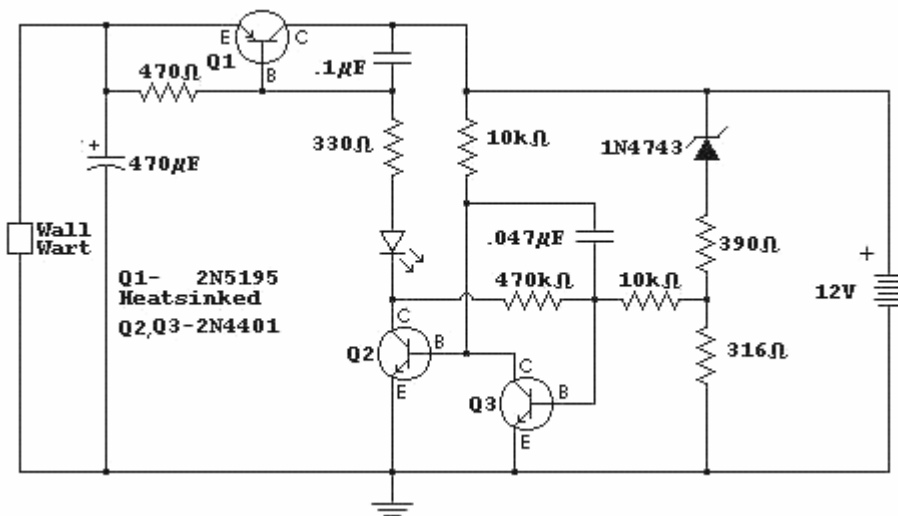 E
C
Q1
B
470Ω
.1µF
330Ω
10kΩ
1N4743
+
470µF
Wall
Wart
.047µF
390Ω
+
Q1- 2N5195
Heatsinked
Q2,Q3-2N4401
470kΩ
10kΩ
12V
C
Q2
B
E
316Ω
C
Q3
B
E